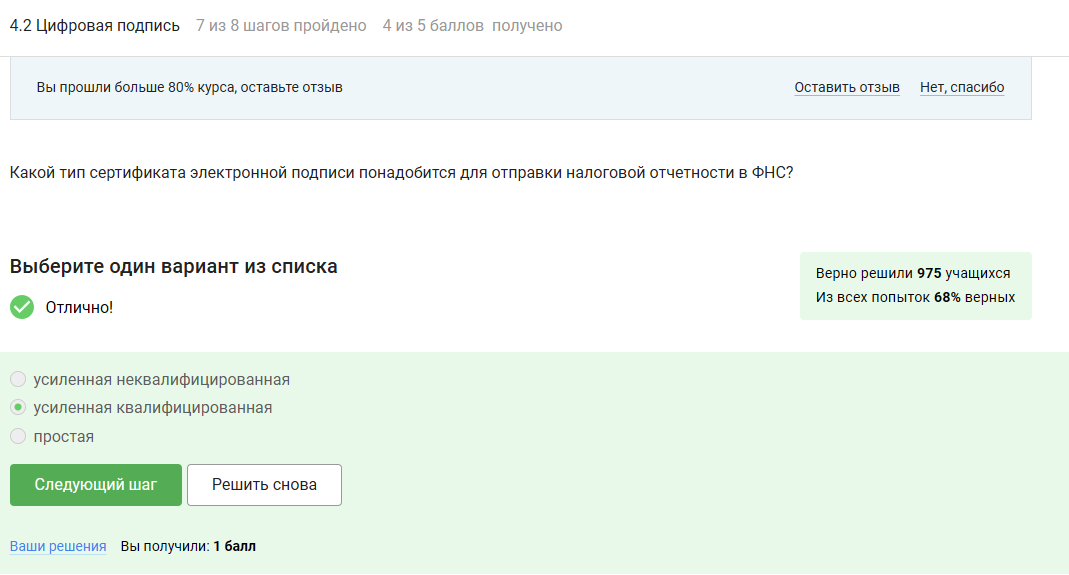 4.2 Цифровая подпись 7 из 8 шагов пройдено 4 из 5 баллов получено
Вы прошли больше 80% курса, оставьте отзыв Оставить отзыв Нет, спасибо
Какой тип сертификата электронной подписи понадобится для отправки налоговой отчетности в ФНС?
Выберите один вариант из списка
Отлично!
Верно решили 975 учащихся
Из всех попыток 68% верных
усиленная неквалифицированная
усиленная квалифицированная
простая
Следующий шаг Решить снова
Ваши решения Вы получили: 1 балл